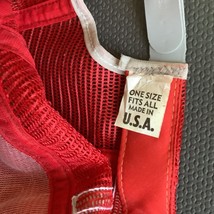 ONE SIZE
FITS ALL
MADE IN
U.S.A.